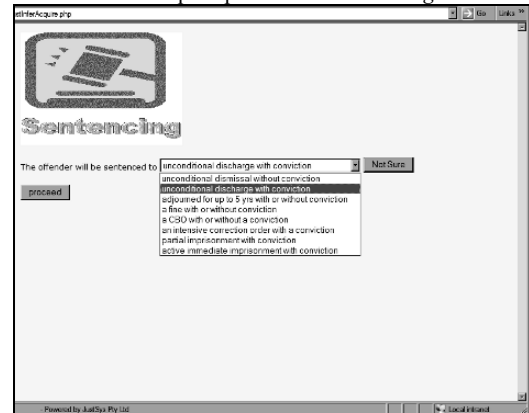 etInferAcquire.php
Go
Links »
Sentencing
The offender will be sentenced to unconditional discharge with conviction Not Sure
unconditional dismissal without conviction
unconditional discharge with conviction
adjourned for up to 5 yrs with or without conviction
a fine with or without conviction
a CBO with or without a conviction
an intensive correction order with a conviction
partial imprisonment with conviction
active immediate imprisonment with conviction
proceed
- Powered by JustSys Pty Ltd
Local intranet